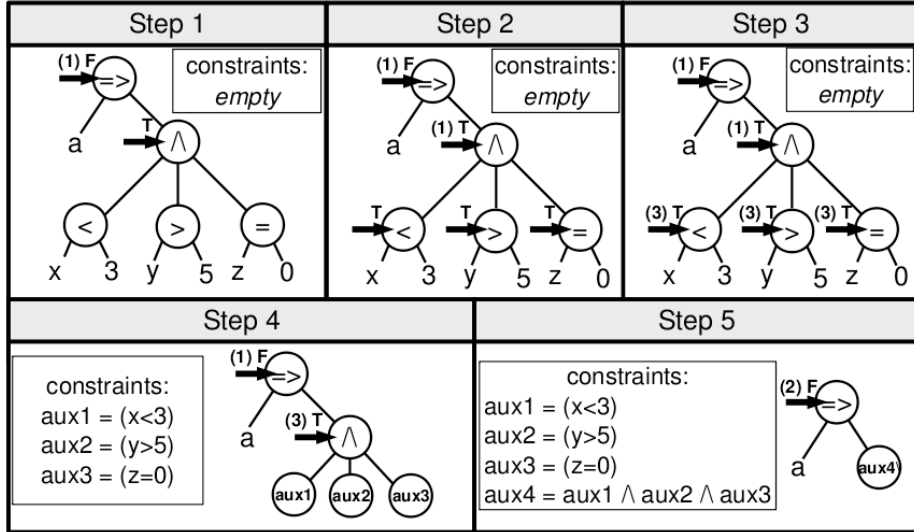 Step 1
(1) F
=>
constraints:
empty
a
T
/\
<
>
=
x
3
y
5
z
0
Step 2
(1) F
=>
constraints:
empty
a
(1) T
/\
T
<
T
>
T
=
x
3
y
5
z
0
Step 3
(1) F
=>
constraints:
empty
a
(1) T
/\
(3) T
<
(3) T
>
(3) T
=
x
3
y
5
z
0
Step 4
constraints:
aux1 = (x<3)
aux2 = (y>5)
aux3 = (z=0)
(1) F
=>
a
(3) T
/\
aux1
aux2
aux3
Step 5
constraints:
aux1 = (x<3)
aux2 = (y>5)
aux3 = (z=0)
aux4 = aux1 /\ aux2 /\ aux3
(2) F
=>
a
aux4